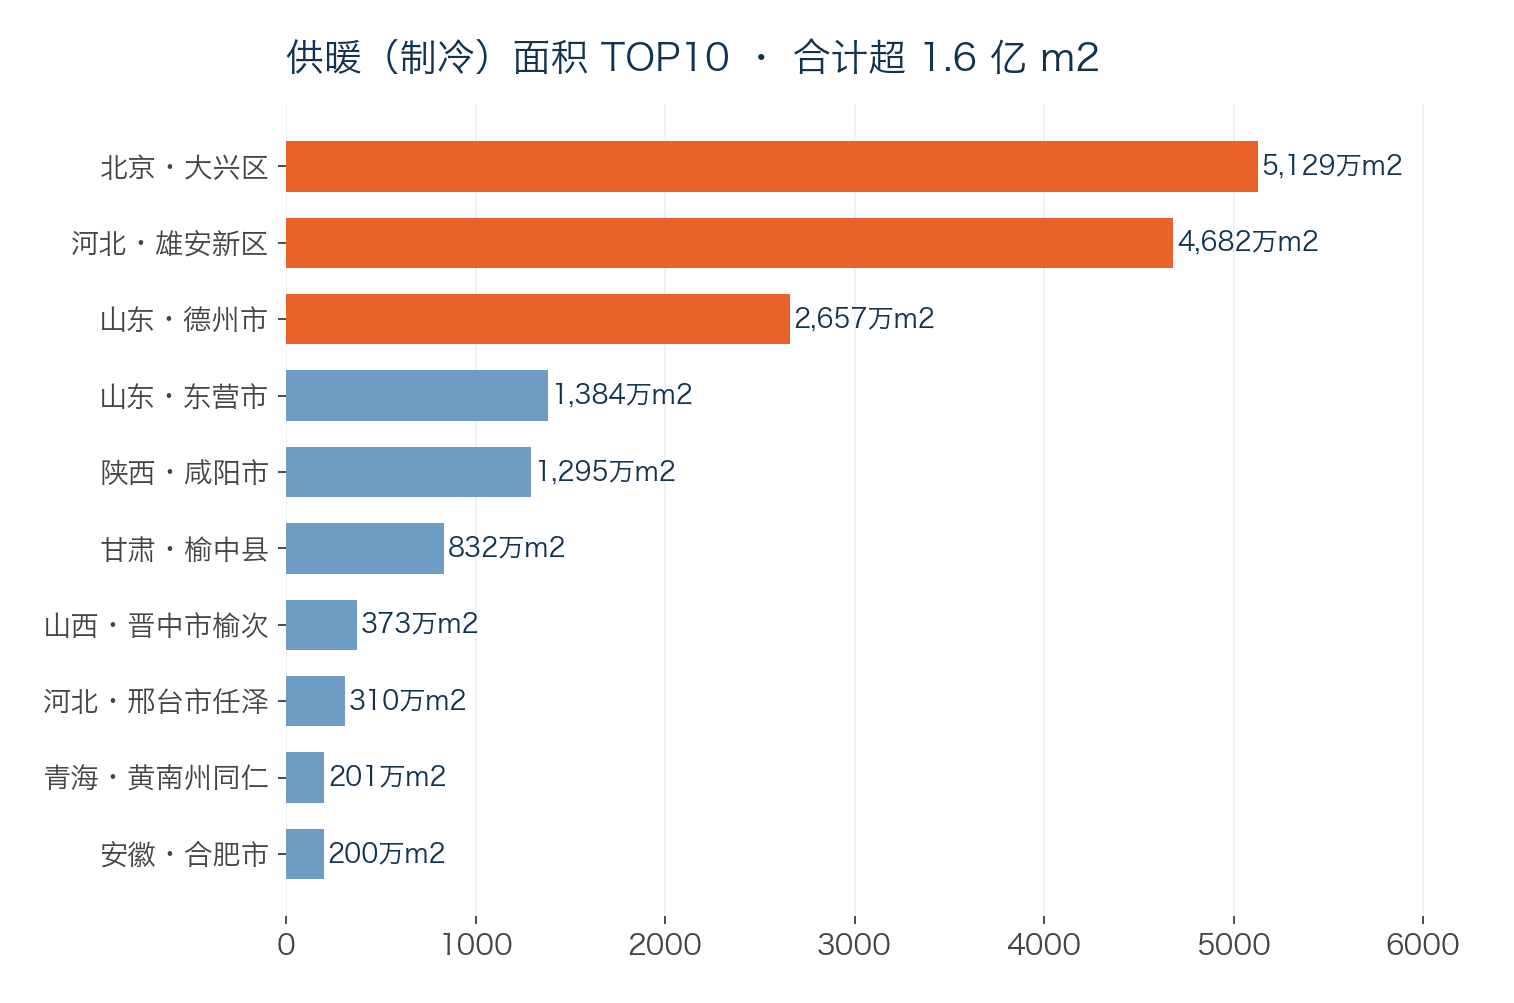 供暖（制冷）面积 TOP10 · 合计超 1.6 亿 m2
北京・大兴区 5,129万m2
河北・雄安新区 4,682万m2
山东・德州市 2,657万m2
山东・东营市 1,384万m2
陕西・咸阳市 1,295万m2
甘肃・榆中县 832万m2
山西・晋中市榆次 373万m2
河北・邢台市任泽 310万m2
青海・黄南州同仁 201万m2
安徽・合肥市 200万m2
0 1000 2000 3000 4000 5000 6000